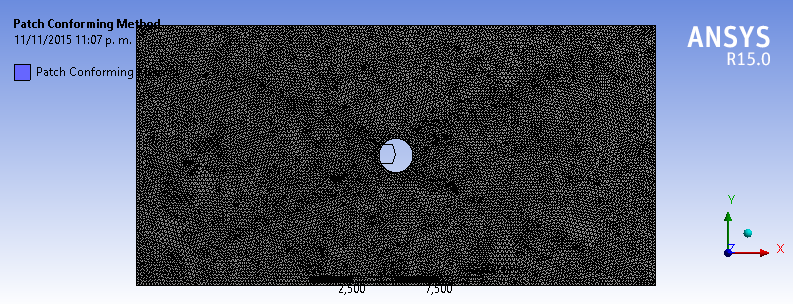 Patch Conforming Method
11/11/2015 11:07 p. m.
Patch Conforming
ANSYS
R15.0
Y
Z
X
2,500
7,500